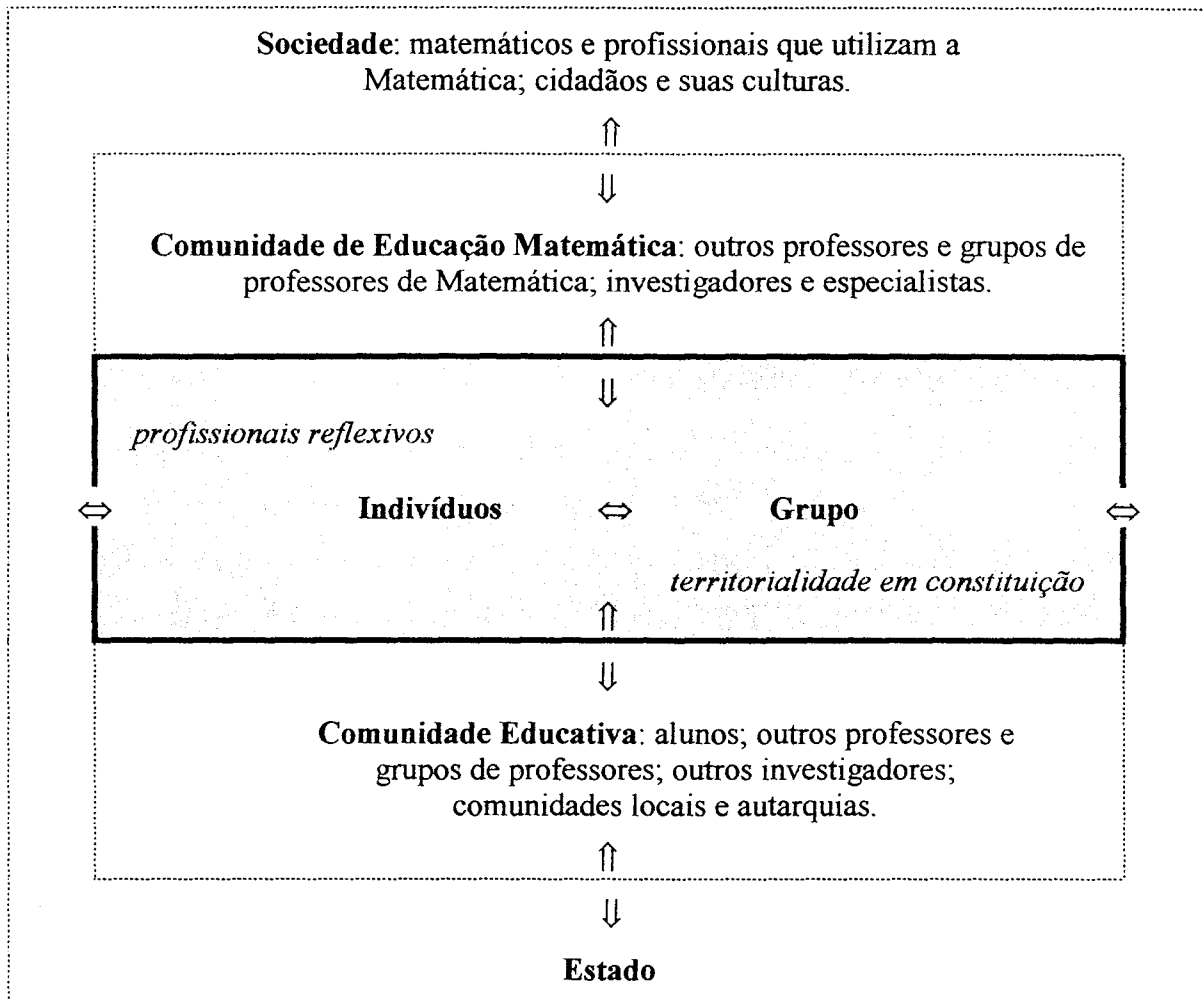 Sociedade: matemáticos e profissionais que utilizam a
Matemática; cidadãos e suas culturas.
⇑
⇓
Comunidade de Educação Matemática: outros professores e grupos de
professores de Matemática; investigadores e especialistas.
⇑
⇓
profissionais reflexivos
⇔ Indivíduos ⇔ Grupo ⇔
territorialidade em constituição
⇑
⇓
Comunidade Educativa: alunos; outros professores e
grupos de professores; outros investigadores;
comunidades locais e autarquias.
⇑
⇓
Estado